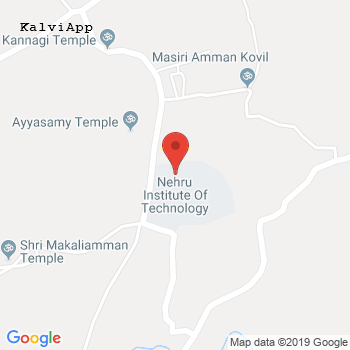 KalviApp
Kannagi Temple
Masiri Amman Kovil
Ayyasamy Temple
Nehru
Institute Of
Technology
Shri Makaliamman
Temple
Google
Map data ©2019 Google